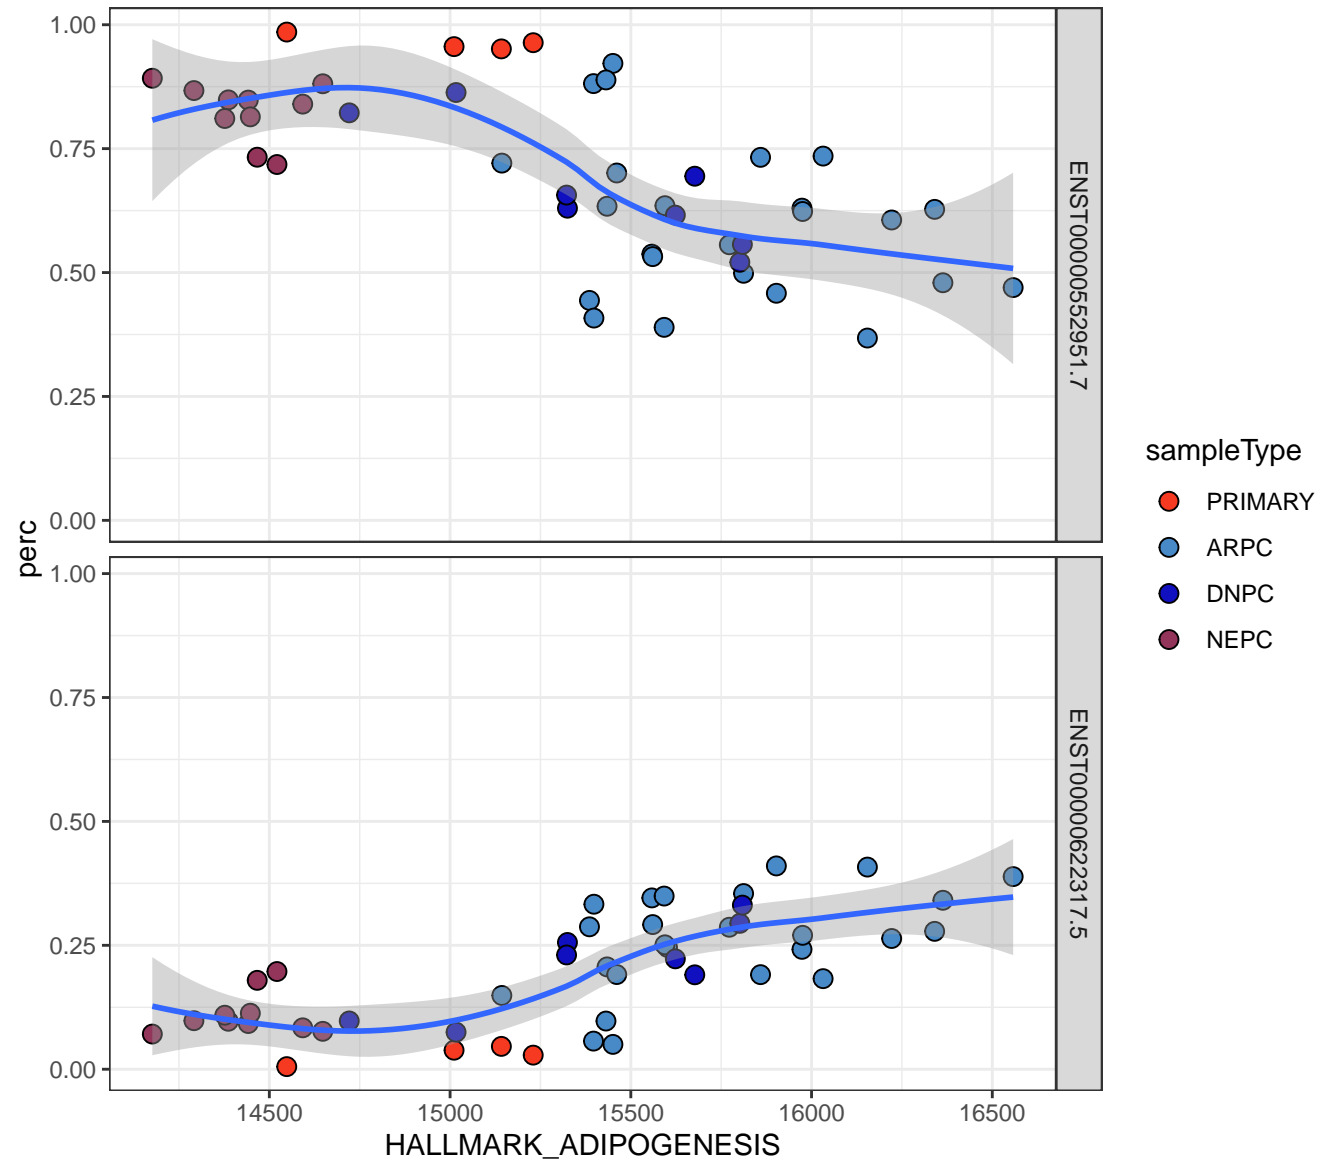 1.00
0.75
0.50
0.25
0.00
ENST00000552951.7
perc
1.00
0.75
0.50
0.25
0.00
ENST00000622317.5
14500 15000 15500 16000 16500
HALLMARK_ADIPOGENESIS
sampleType
PRIMARY
ARPC
DNPC
NEPC